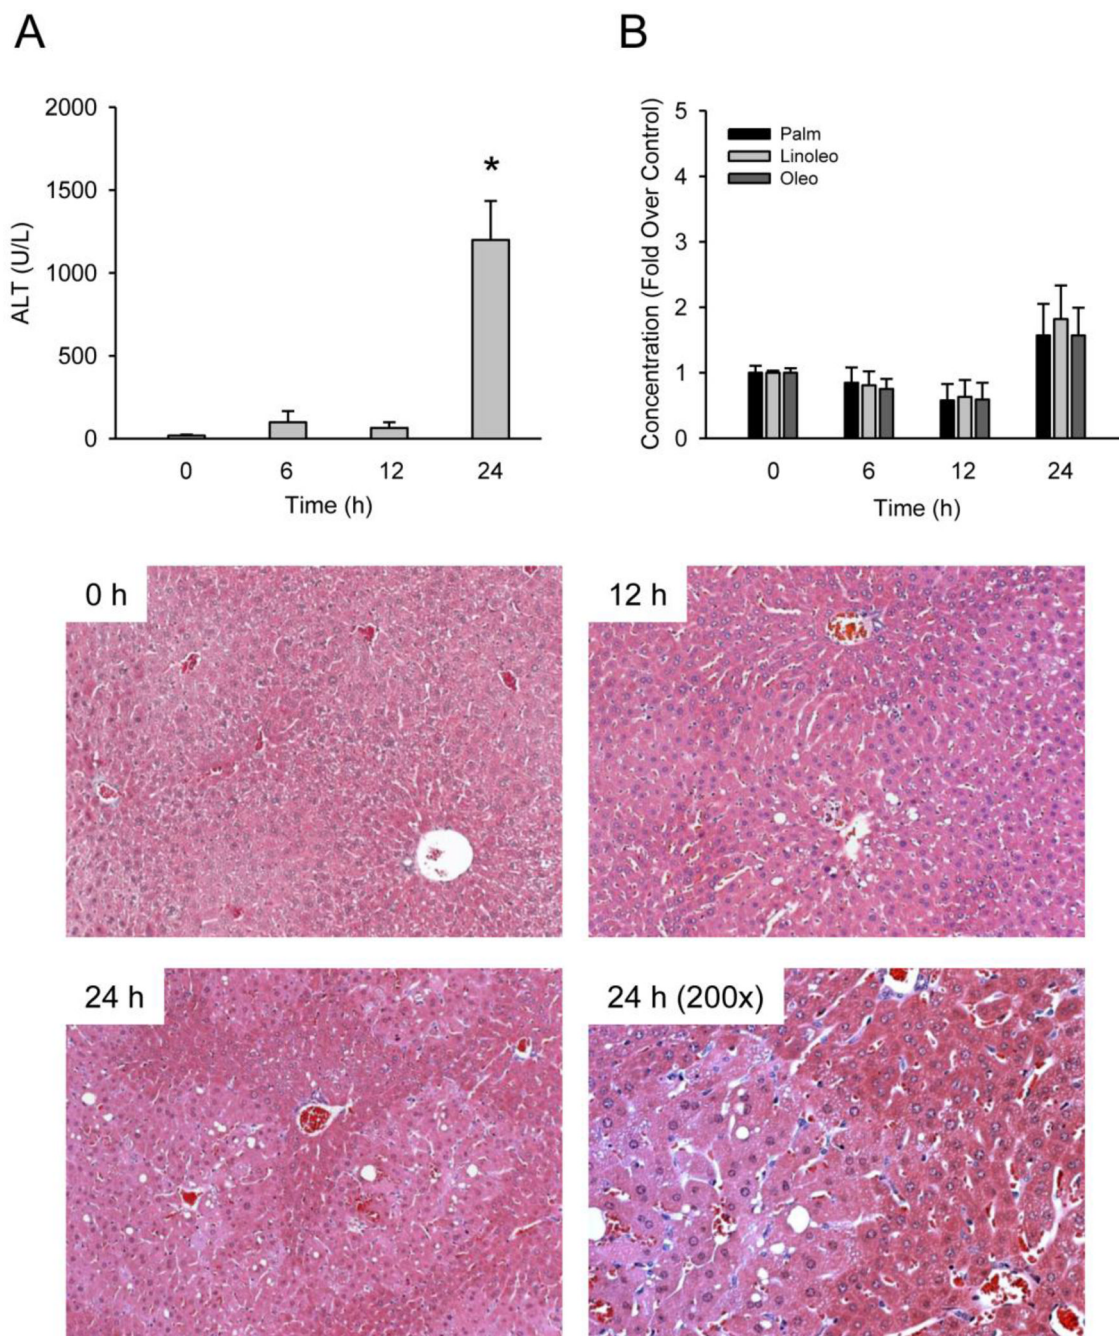 A
B
2000
1500
1000
500
0
ALT (U/L)
*
0 6 12 24
Time (h)
5
4
3
2
1
0
Concentration (Fold Over Control)
Palm
Linoleo
Oleo
0 6 12 24
Time (h)
0 h
12 h
24 h
24 h (200x)